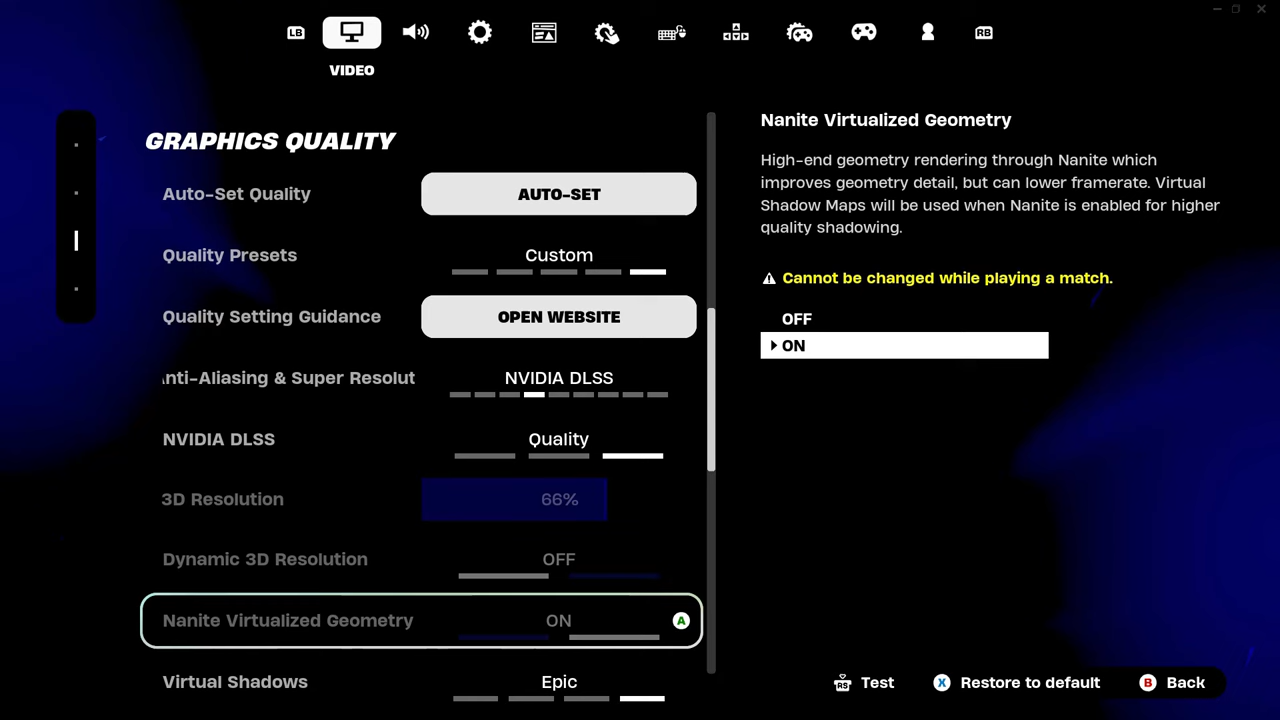 LB
RB
VIDEO
GRAPHICS QUALITY
Auto-Set Quality
AUTO-SET
Quality Presets
Custom
Quality Setting Guidance
OPEN WEBSITE
nti-Aliasing & Super Resolut
NVIDIA DLSS
NVIDIA DLSS
Quality
3D Resolution
66%
Dynamic 3D Resolution
OFF
Nanite Virtualized Geometry
ON
A
Virtual Shadows
Epic
Nanite Virtualized Geometry
High-end geometry rendering through Nanite which
improves geometry detail, but can lower framerate. Virtual
Shadow Maps will be used when Nanite is enabled for higher
quality shadowing.
Cannot be changed while playing a match.
OFF
ON
RS Test
X Restore to default
B Back